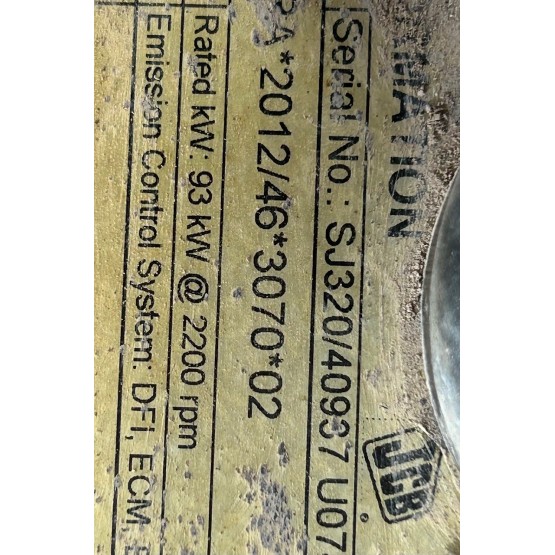 MATION
JCB
Serial No.: SJ320/40937 U07
*2012/46*3070*02
Rated kW: 93 kW @ 2200 rpm
Emission Control System: DFi, ECM,